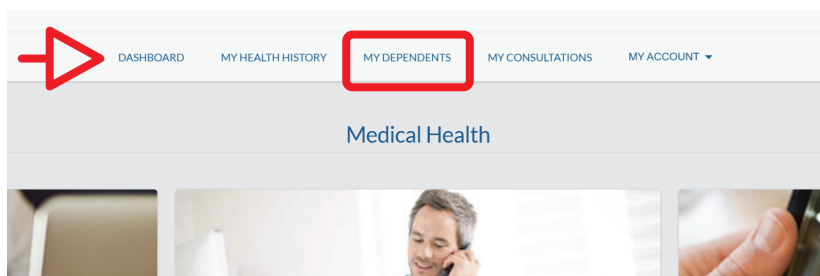 DASHBOARD MY HEALTH HISTORY MY DEPENDENTS MY CONSULTATIONS MY ACCOUNT
Medical Health